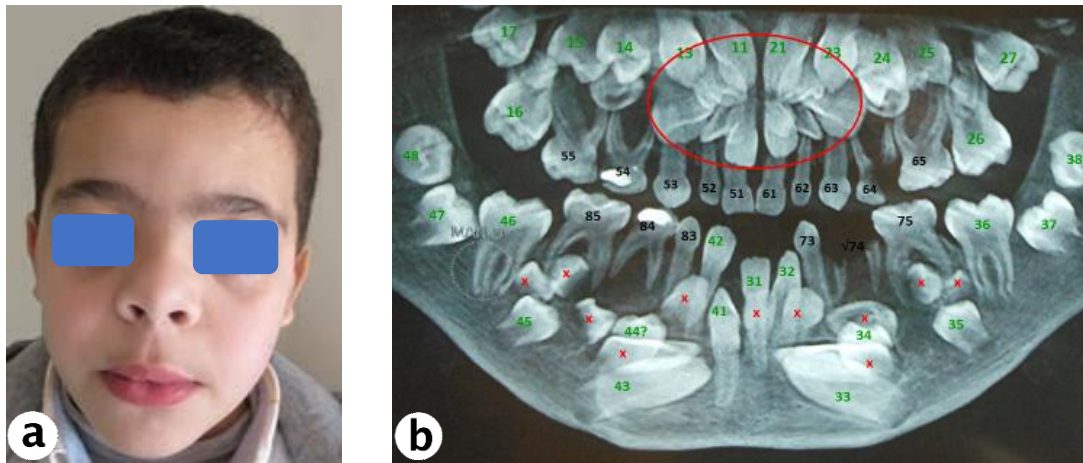 17 15 14 13 11 21 23 24 25 27
16 26
48 55 54 53 52 51 61 62 63 64 65 38
47 46 85 84 83 42 73 √74 75 36 37
x x 31 32 x x
45 x 44? x 41 x x x 34 35
x x
43 33
a b